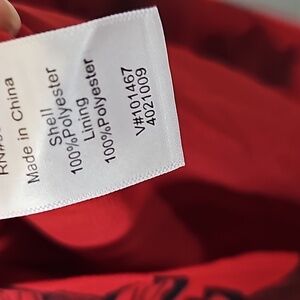 Made in China
Shell
100%Polyester
Lining
100%Polyester
V#101467
4021009